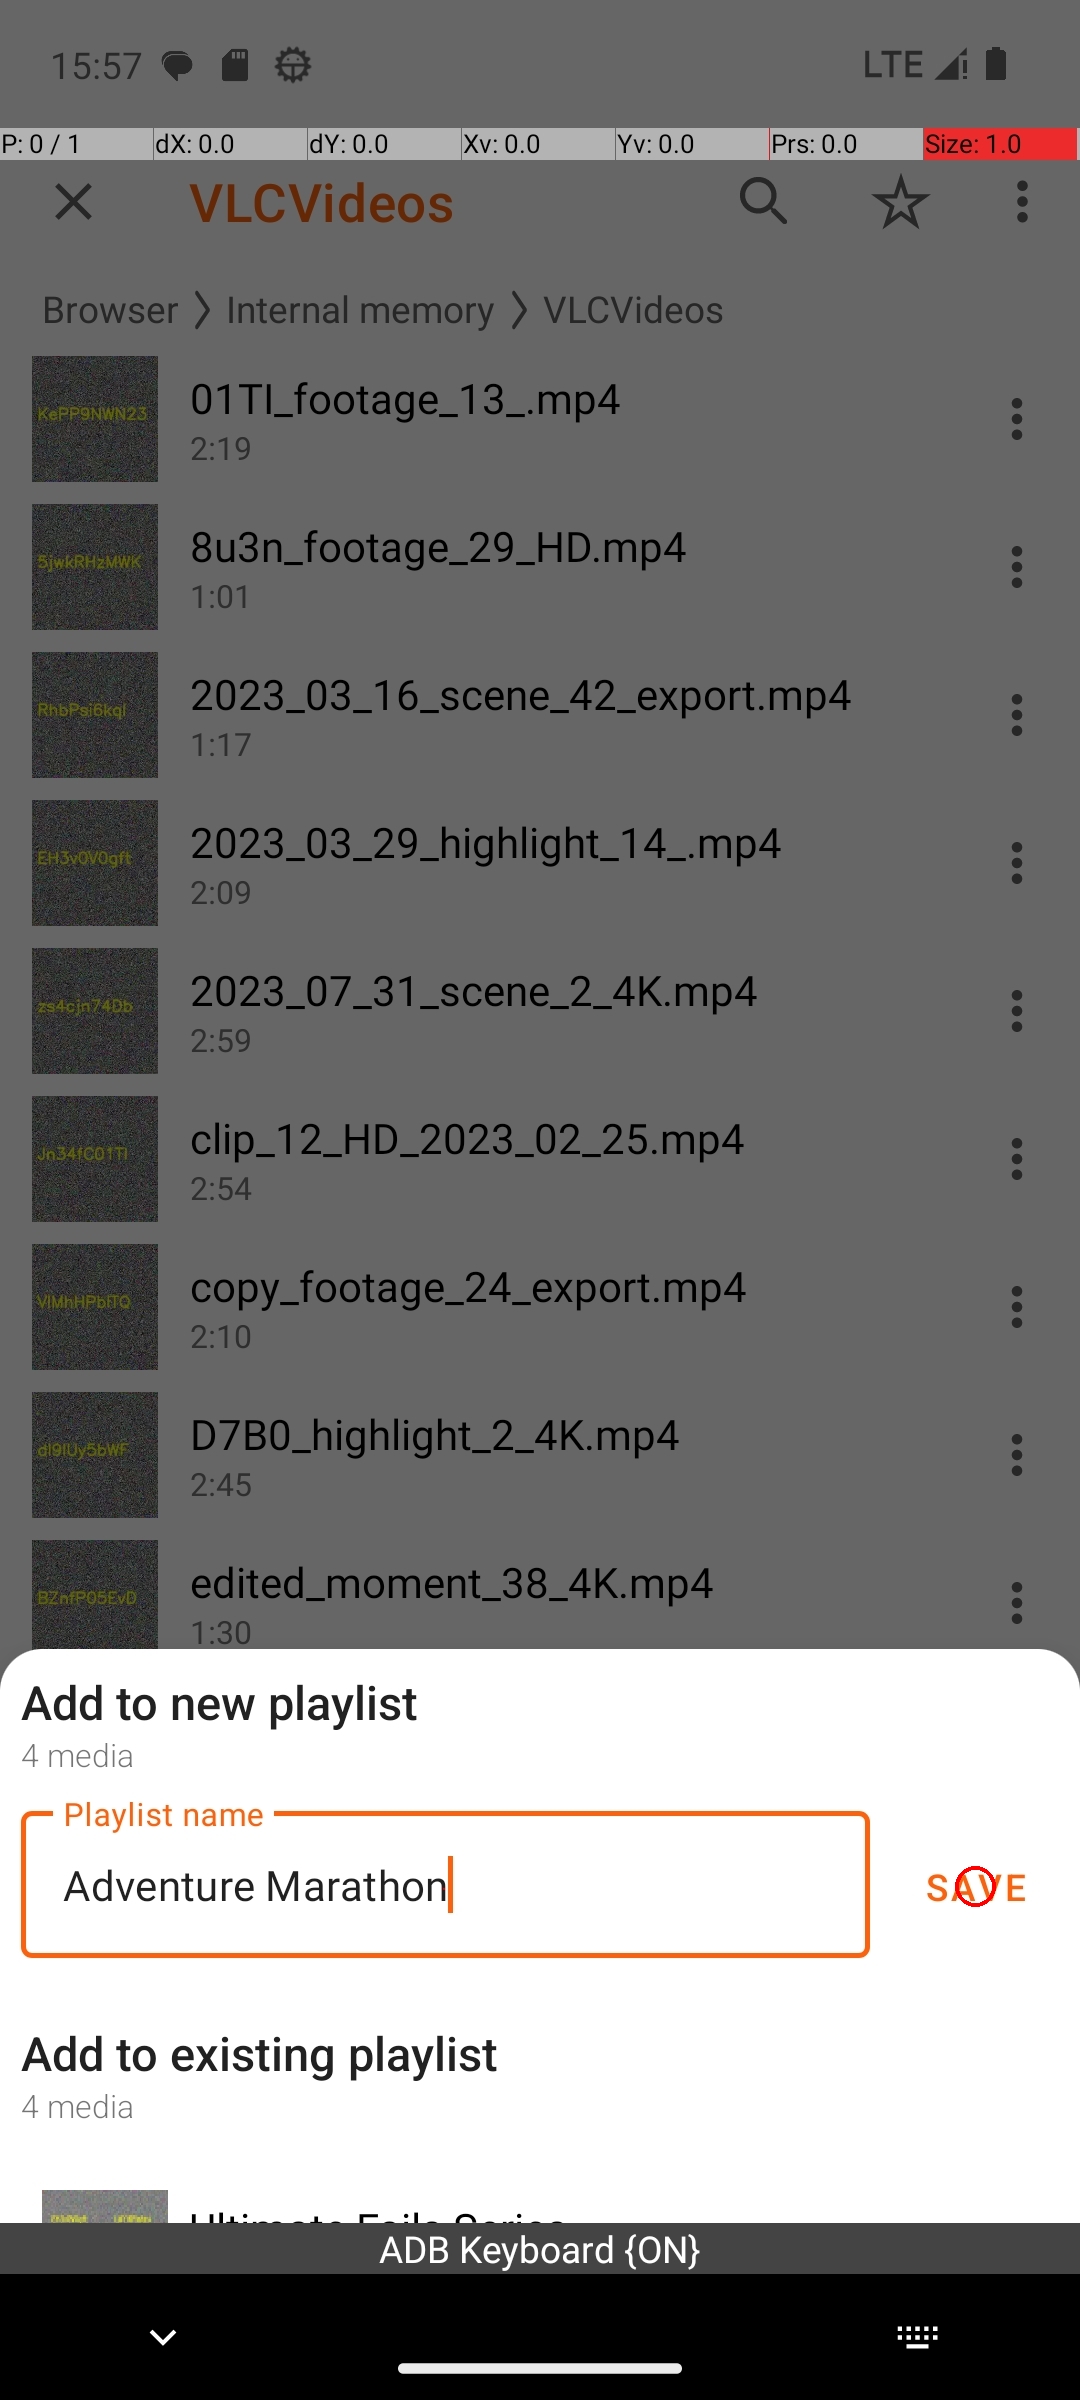 15:57
LTE
P: 0 / 1
dX: 0.0
dY: 0.0
Xv: 0.0
Yv: 0.0
Prs: 0.0
Size: 1.0
VLCVideos
Browser
Internal memory
VLCVideos
KePP9NWN23
01TI_footage_13_.mp4
2:19
5jwkRHzMWK
8u3n_footage_29_HD.mp4
1:01
RhbPsi6kql
2023_03_16_scene_42_export.mp4
1:17
EH3v0V0gft
2023_03_29_highlight_14_.mp4
2:09
zs4cjn74Db
2023_07_31_scene_2_4K.mp4
2:59
Jn34fC01TI
clip_12_HD_2023_02_25.mp4
2:54
copy_footage_24_export.mp4
2:10
dI9IUy5bWF
D7B0_highlight_2_4K.mp4
2:45
BZnfP05EvD
edited_moment_38_4K.mp4
1:30
Add to new playlist
4 media
Playlist name
Adventure Marathon
SAVE
Add to existing playlist
4 media
Ultimate Fails Series
ADB Keyboard {ON}